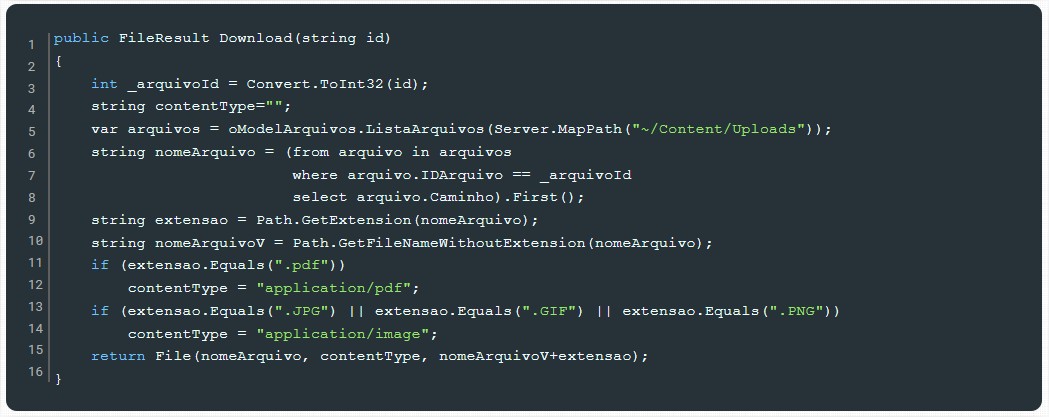 1 public FileResult Download(string id)
2 {
3     int _arquivoId = Convert.ToInt32(id);
4     string contentType="";
5     var arquivos = oModelArquivos.ListaArquivos(Server.MapPath("~/Content/Uploads"));
6     string nomeArquivo = (from arquivo in arquivos
7                           where arquivo.IDArquivo == _arquivoId
8                           select arquivo.Caminho).First();
9     string extensao = Path.GetExtension(nomeArquivo);
10     string nomeArquivoV = Path.GetFileNameWithoutExtension(nomeArquivo);
11     if (extensao.Equals(".pdf"))
12         contentType = "application/pdf";
13     if (extensao.Equals(".JPG") || extensao.Equals(".GIF") || extensao.Equals(".PNG"))
14         contentType = "application/image";
15     return File(nomeArquivo, contentType, nomeArquivoV+extensao);
16 }